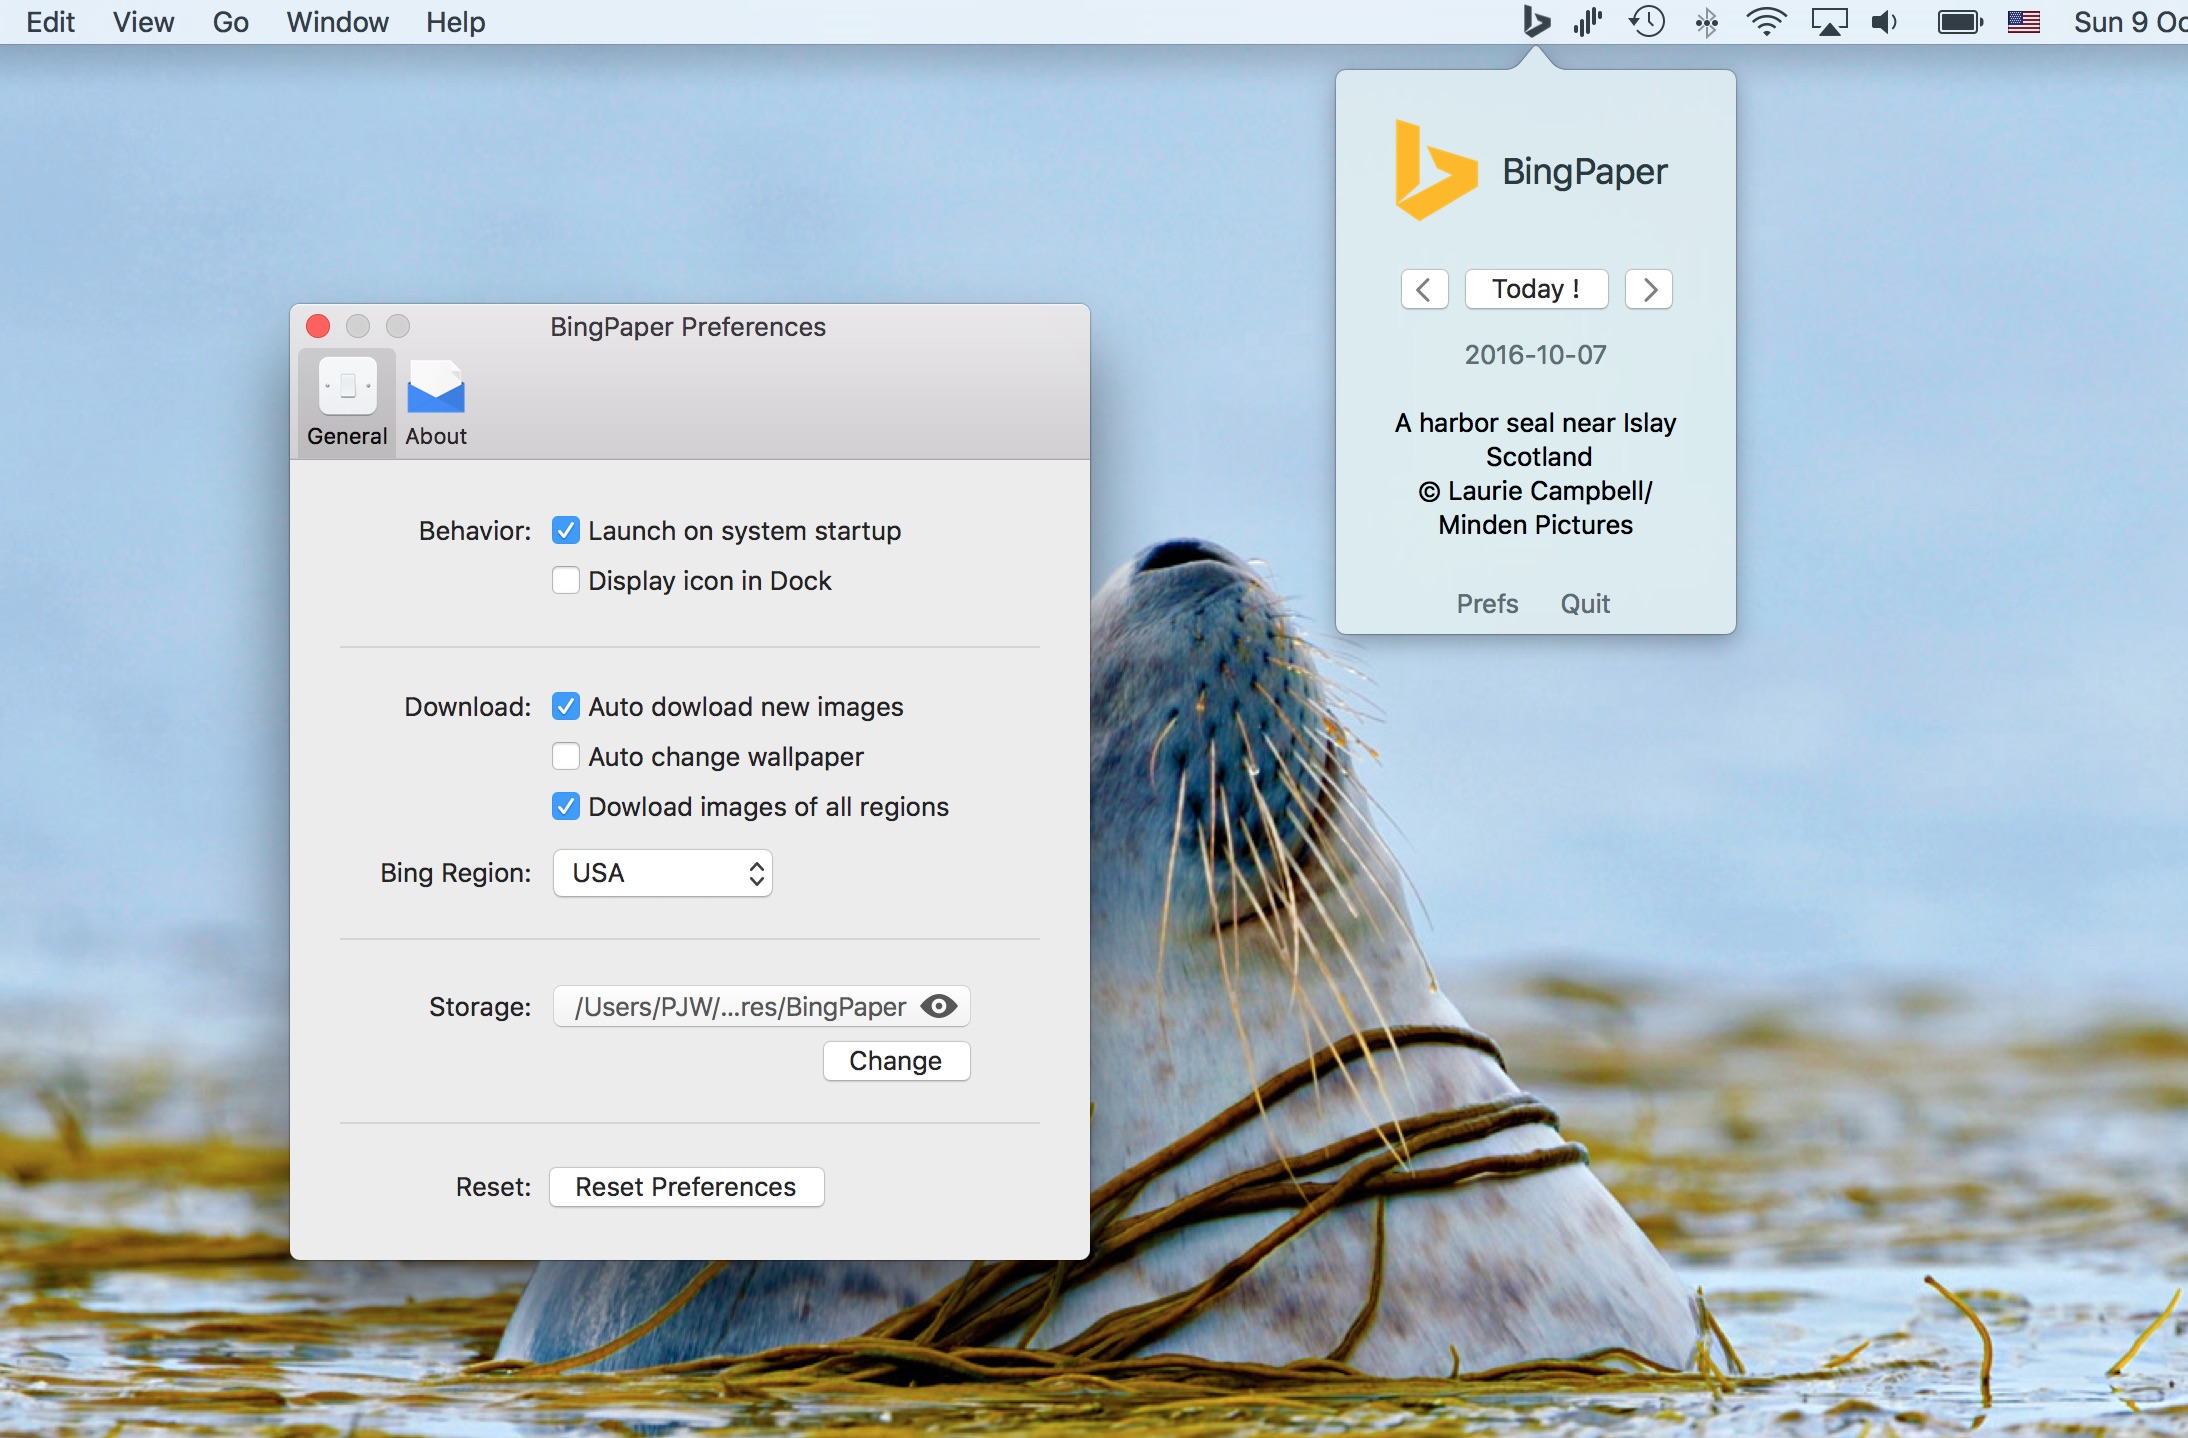 Edit View Go Window Help
Sun 9 Oc
BingPaper
Today !
2016-10-07
A harbor seal near Islay
Scotland
© Laurie Campbell/
Minden Pictures
Prefs Quit
BingPaper Preferences
General About
Behavior: Launch on system startup
Display icon in Dock
Download: Auto dowload new images
Auto change wallpaper
Dowload images of all regions
Bing Region: USA
Storage: /Users/PJW/...res/BingPaper
Change
Reset: Reset Preferences